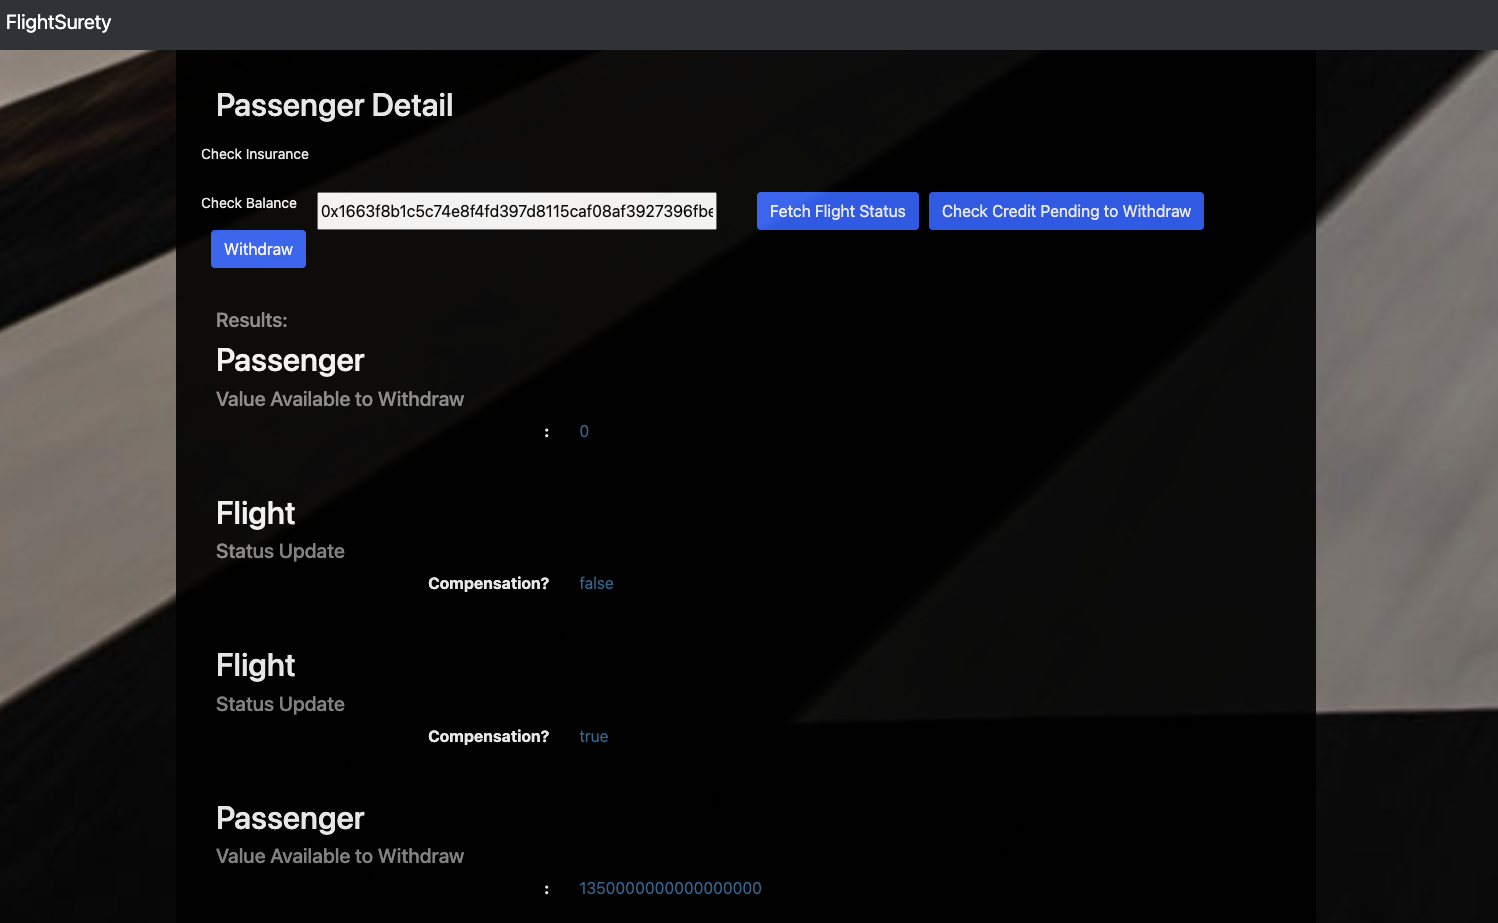 FlightSurety
Passenger Detail
Check Insurance
Check Balance 0x1663f8b1c5c74e8f4fd397d8115caf08af3927396fbe Fetch Flight Status Check Credit Pending to Withdraw
Withdraw
Results:
Passenger
Value Available to Withdraw
: 0
Flight
Status Update
Compensation? false
Flight
Status Update
Compensation? true
Passenger
Value Available to Withdraw
: 1350000000000000000